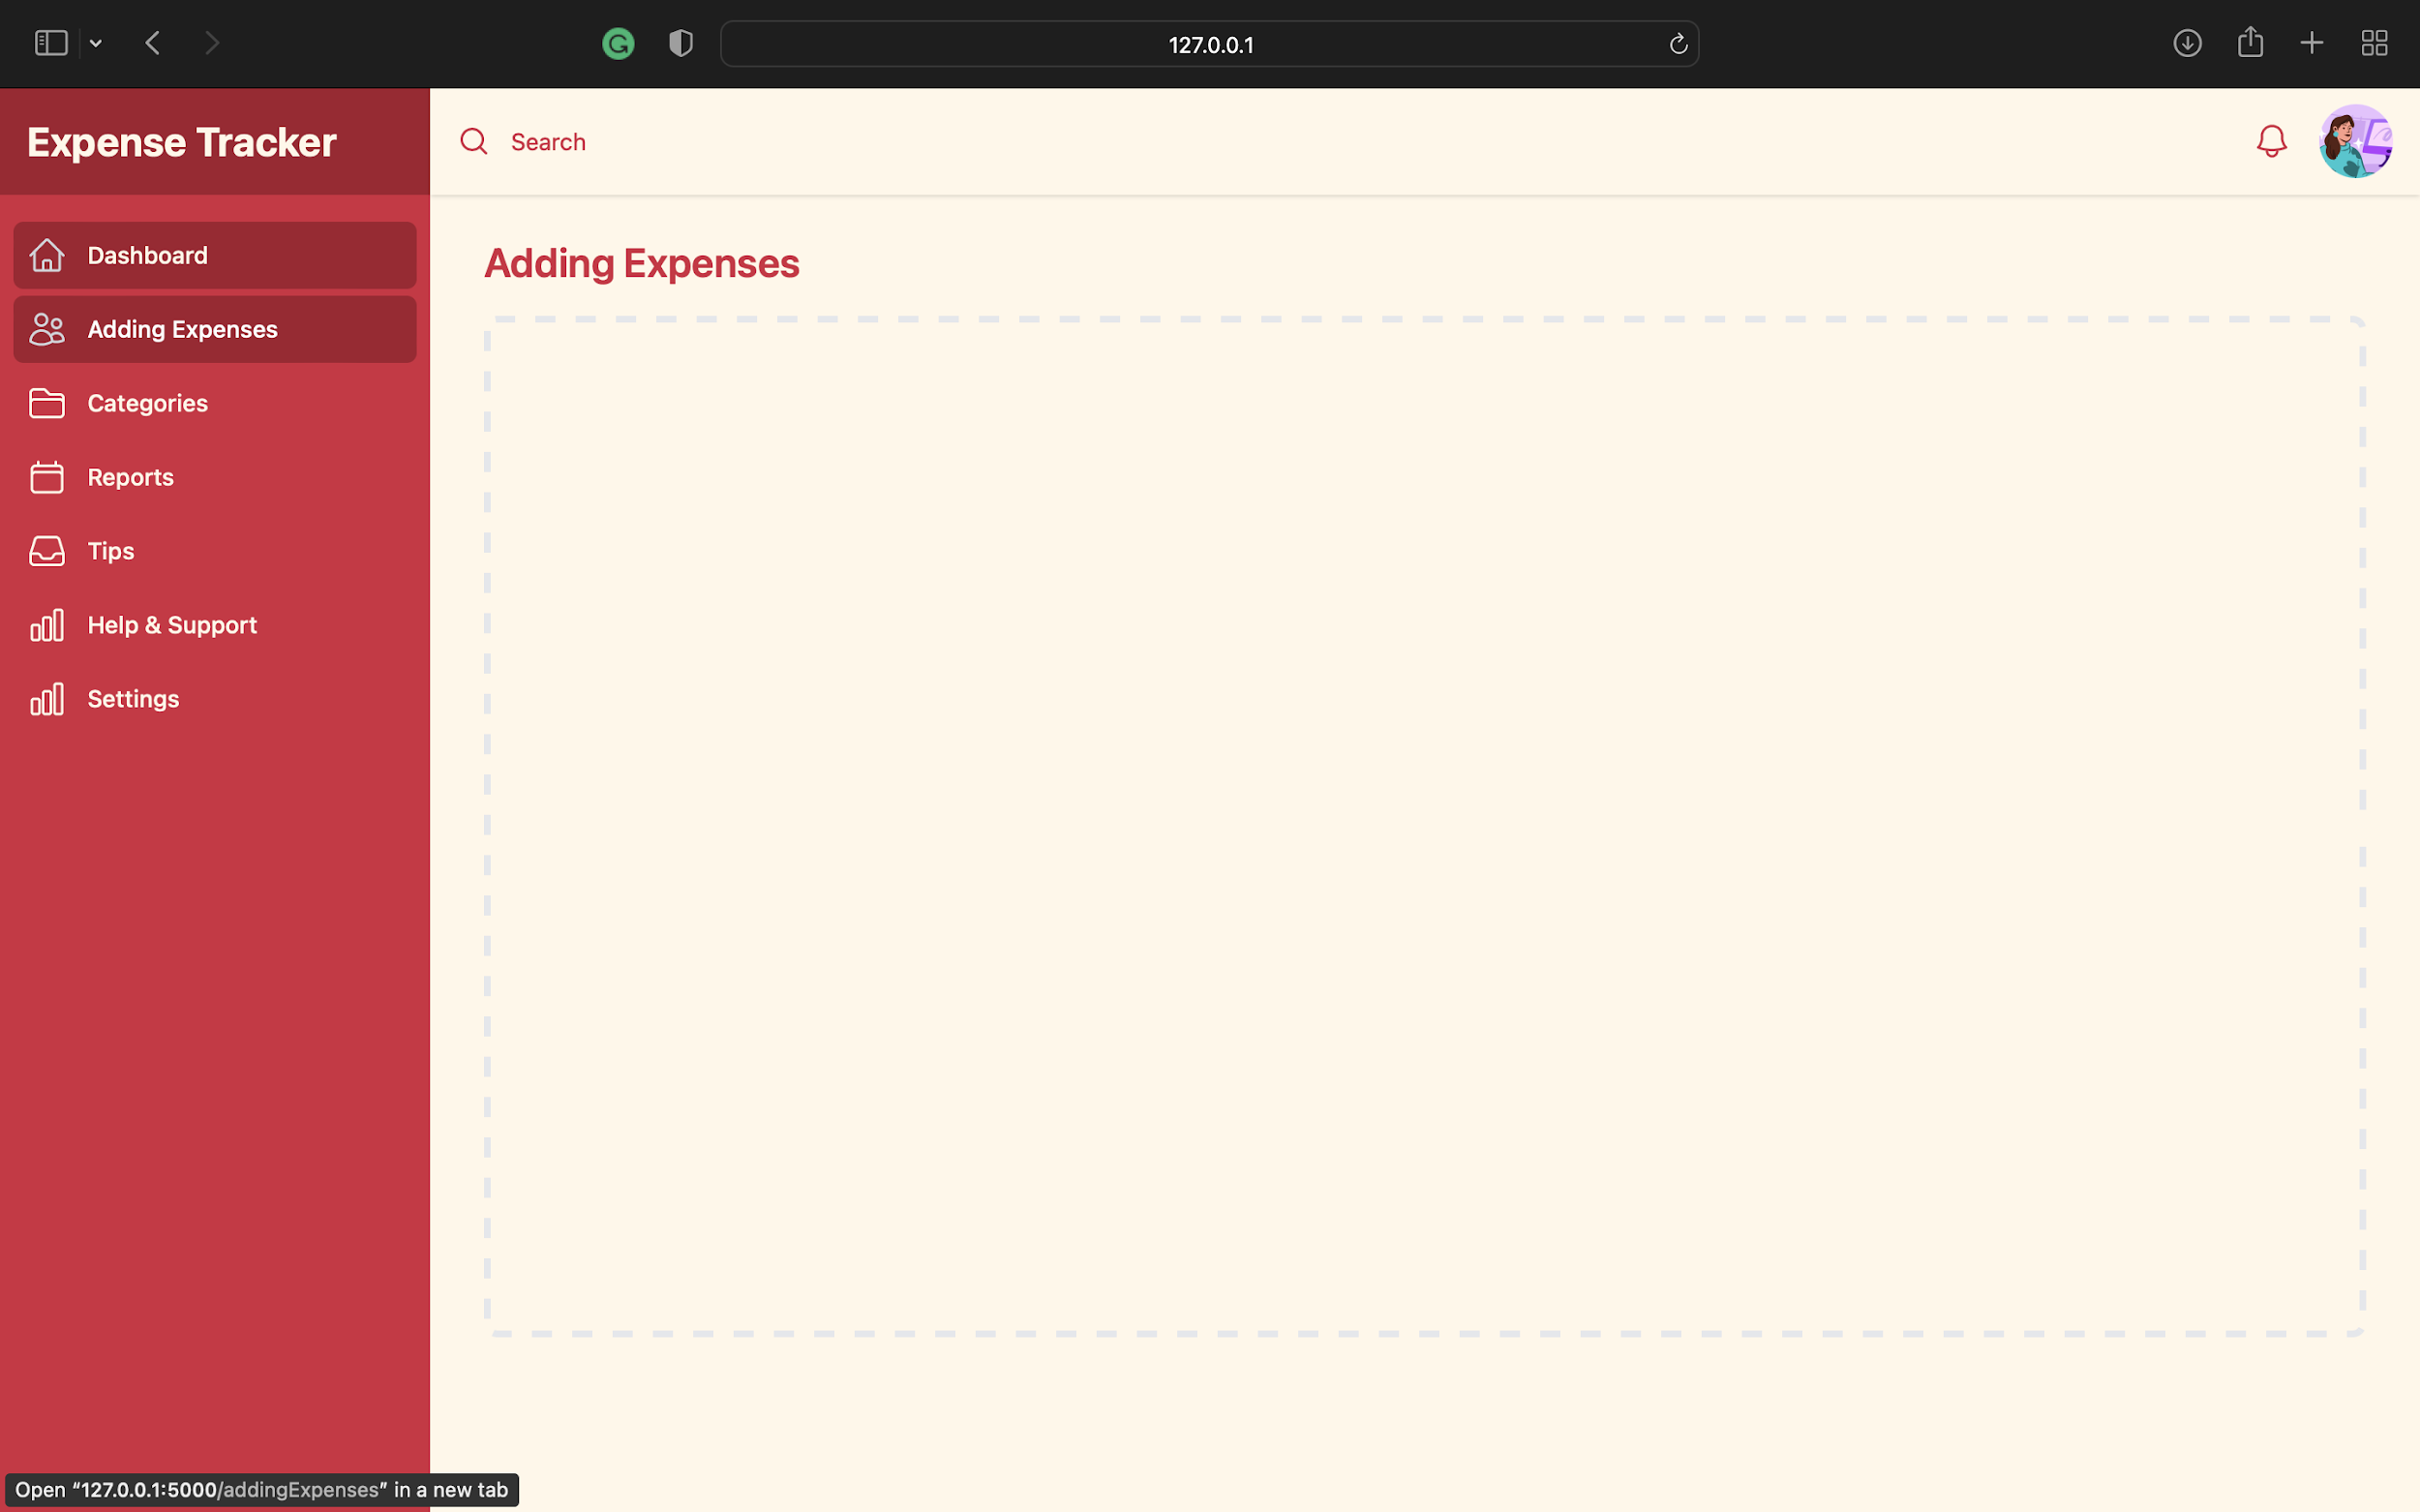 127.0.0.1
Expense Tracker
Search
Dashboard
Adding Expenses
Categories
Reports
Tips
Help & Support
Settings
Adding Expenses
Open “127.0.0.1:5000/addingExpenses” in a new tab